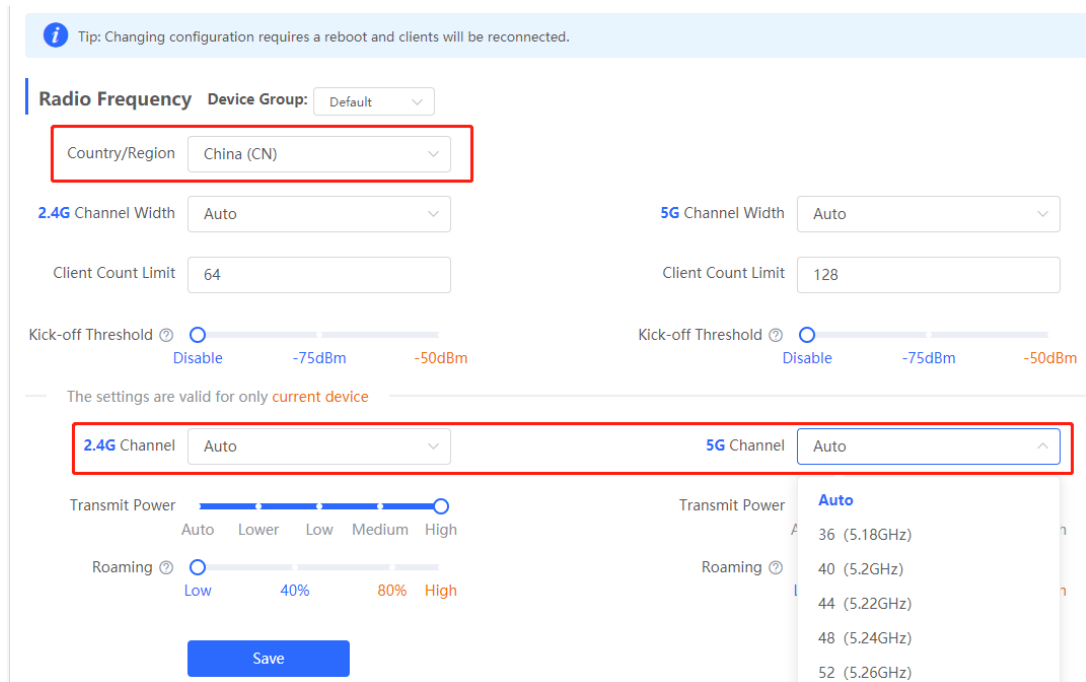 Tip: Changing configuration requires a reboot and clients will be reconnected.
Radio Frequency Device Group: Default
Country/Region China (CN)
2.4G Channel Width Auto 5G Channel Width Auto
Client Count Limit 64 Client Count Limit 128
Kick-off Threshold Kick-off Threshold
Disable -75dBm -50dBm Disable -75dBm -50dBm
The settings are valid for only current device
2.4G Channel Auto 5G Channel Auto
Transmit Power Transmit Power Auto
Auto Lower Low Medium High 36 (5.18GHz)
Roaming Roaming 40 (5.2GHz)
Low 40% 80% High 44 (5.22GHz)
48 (5.24GHz)
Save 52 (5.26GHz)